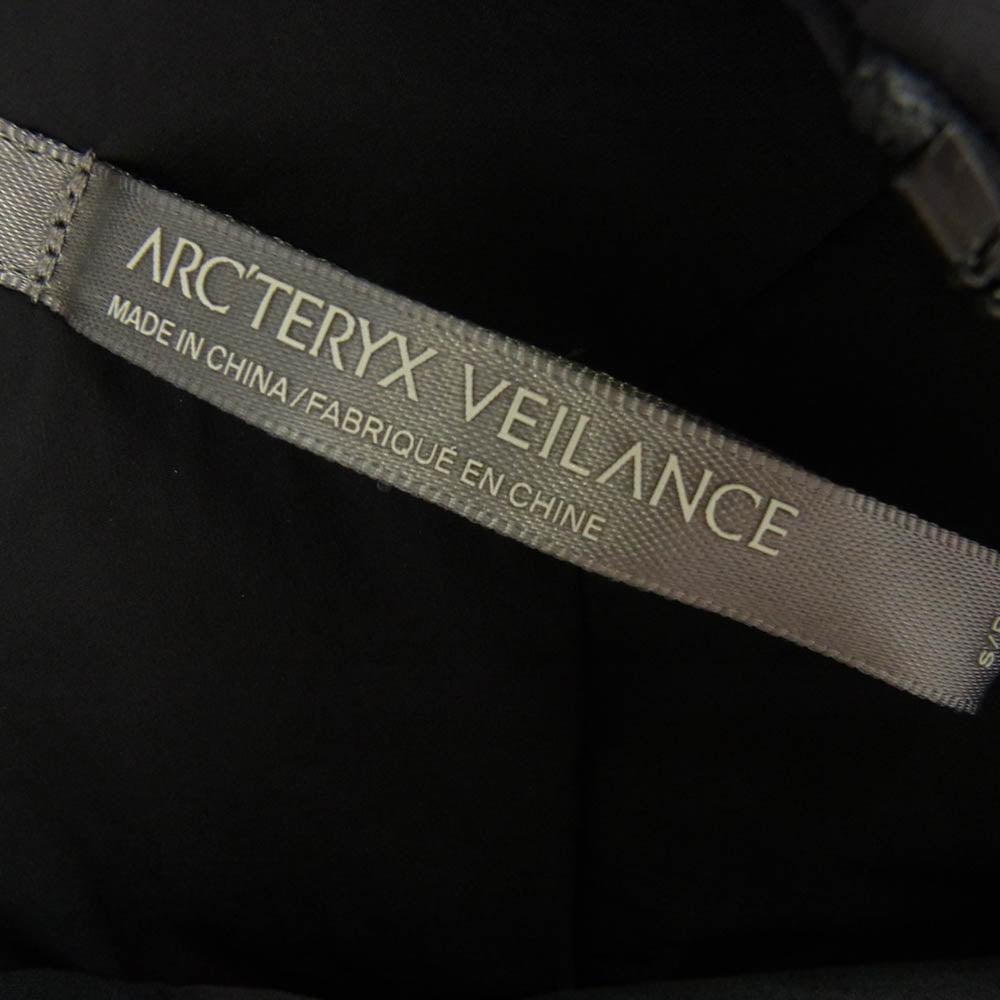 ARC'TERYX VEILANCE
MADE IN CHINA / FABRIQUÉ EN CHINE
S/P